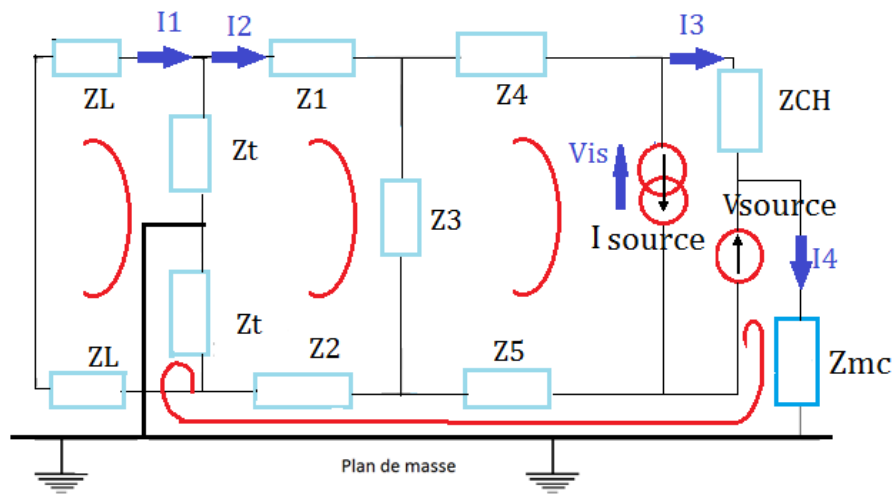 I1
I2
I3
ZL
Z1
Z4
ZCH
Zt
Vis
Z3
I source
Vsource
I4
Zt
ZL
Z2
Z5
Zmc
Plan de masse